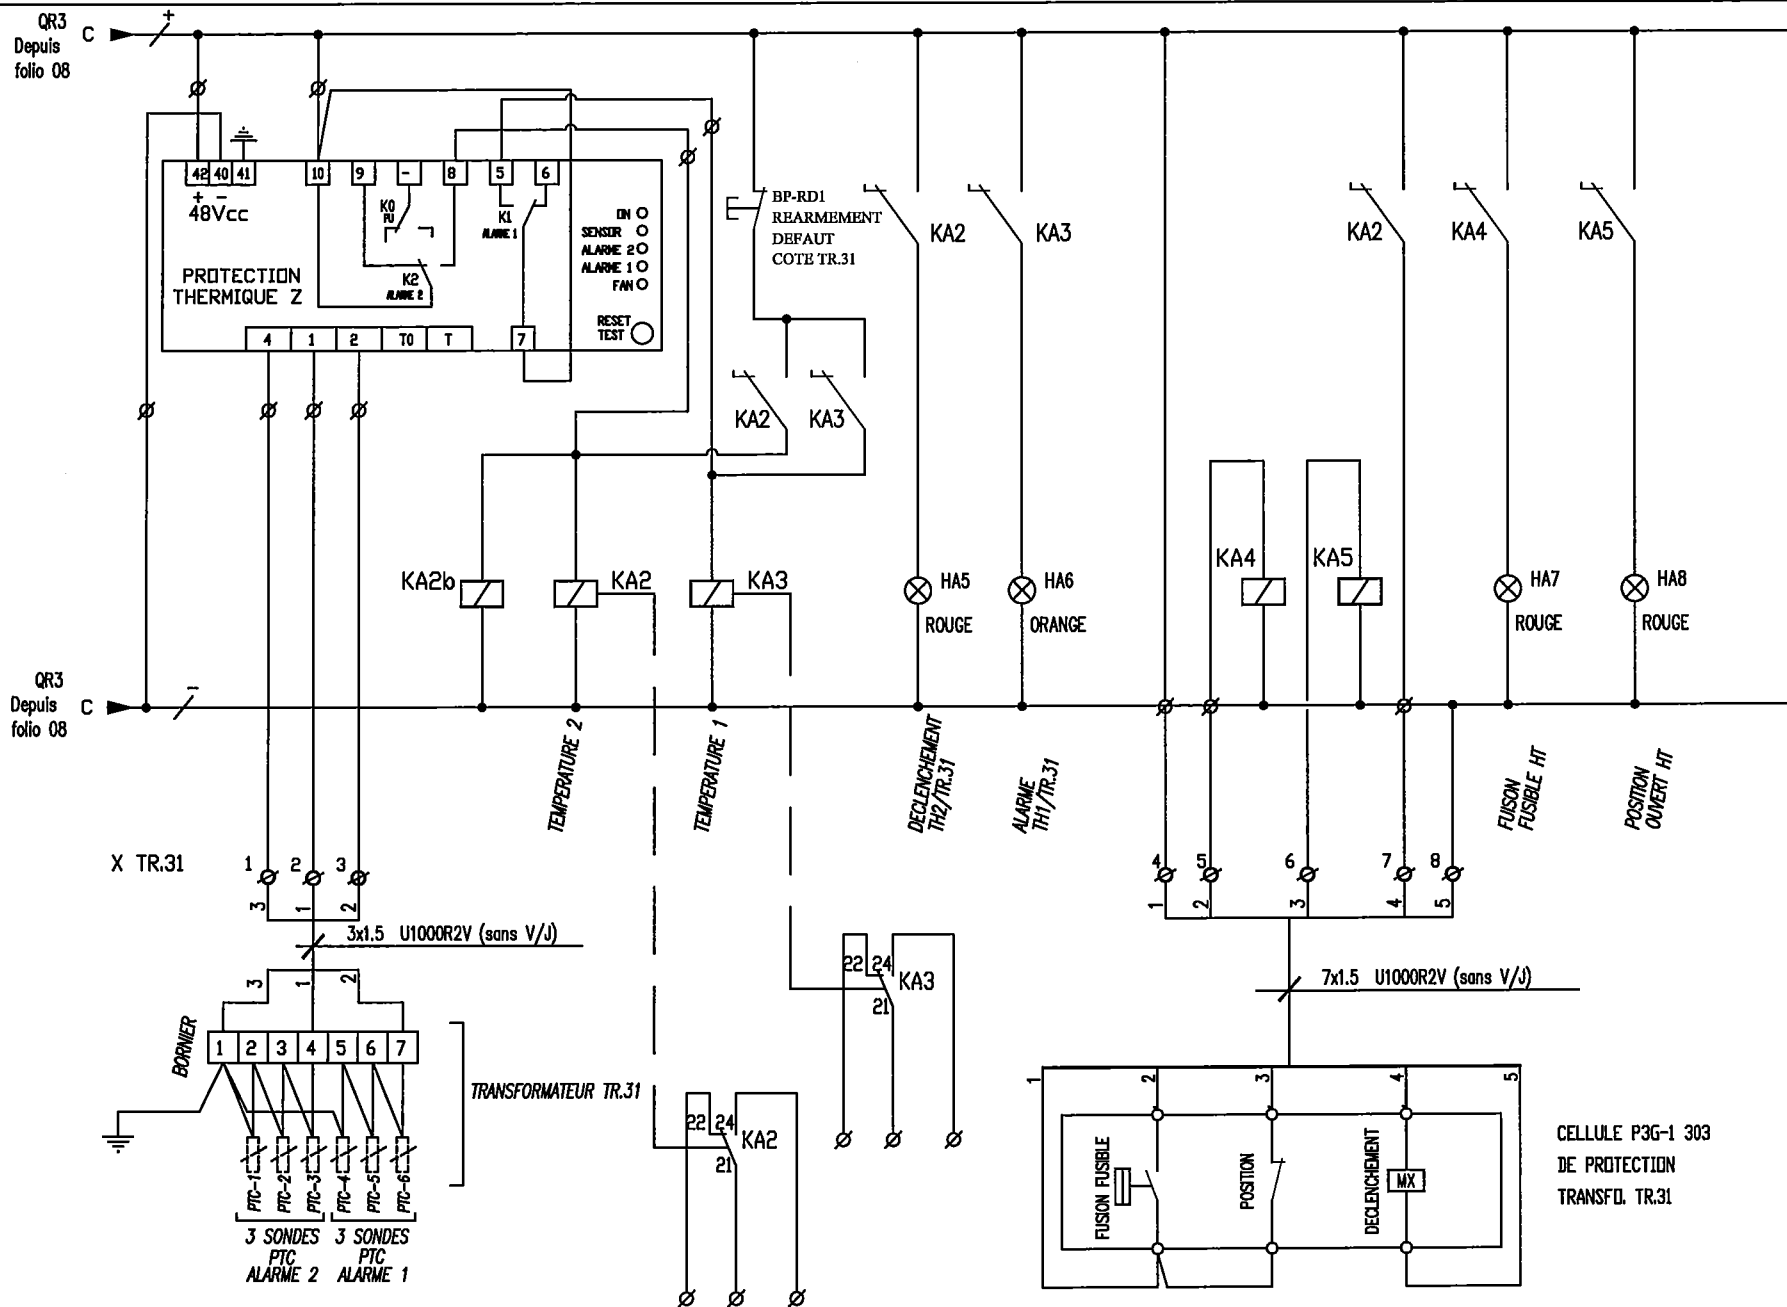 QR3
Depuis
folio 08
C
+
42 40 41
10
9
-
8
5
6
+ -
48Vcc
K0
PU
K1
ALARME 1
K2
ALARME 2
ON
SENSOR
ALARME 2
ALARME 1
FAN
RESET
TEST
PROTECTION
THERMIQUE Z
4 1 2 T0 T
7
BP-RD1
REARMEMENT
DEFAUT
COTE TR.31
KA2
KA3
KA2
KA4
KA5
KA2
KA3
KA2b
KA2
KA3
HA5
ROUGE
HA6
ORANGE
KA4
KA5
HA7
ROUGE
HA8
ROUGE
QR3
Depuis
folio 08
C
-
TEMPERATURE 2
TEMPERATURE 1
DECLENCHEMENT
TH2/TR.31
ALARME
TH1/TR.31
FUISON
FUSIBLE HT
POSITION
OUVERT HT
X TR.31
1 2 3
3 1 2
4 5 6 7 8
1 2 3 4 5
3x1.5 U1000R2V (sans V/J)
3 1 2
BORNIER
1 2 3 4 5 6 7
TRANSFORMATEUR TR.31
PTC-1
PTC-2
PTC-3
PTC-4
PTC-5
PTC-6
3 SONDES
PTC
ALARME 2
3 SONDES
PTC
ALARME 1
22 24
KA3
21
22 24
KA2
21
7x1.5 U1000R2V (sans V/J)
1 2 3 4 5
FUSION FUSIBLE
POSITION
DECLENCHEMENT
MX
CELLULE P3G-1 303
DE PROTECTION
TRANSFO. TR.31